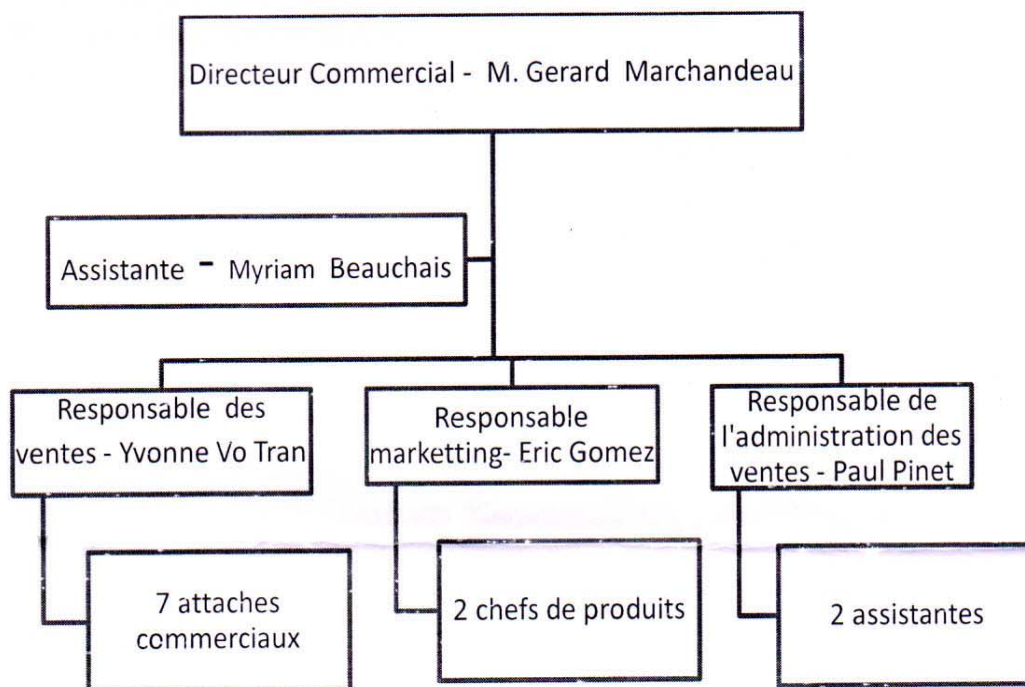 Directeur Commercial - M. Gerard Marchandeau
Assistante - Myriam Beauchais
Responsable des
ventes - Yvonne Vo Tran
Responsable
marketting- Eric Gomez
Responsable de
l'administration des
ventes - Paul Pinet
7 attaches
commerciaux
2 chefs de produits
2 assistantes